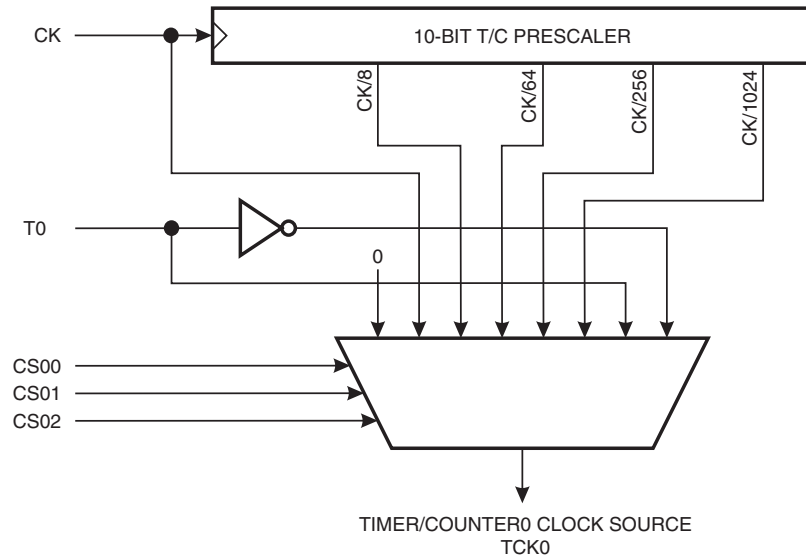 CK
10-BIT T/C PRESCALER
CK/8
CK/64
CK/256
CK/1024
T0
0
CS00
CS01
CS02
TIMER/COUNTER0 CLOCK SOURCE
TCK0